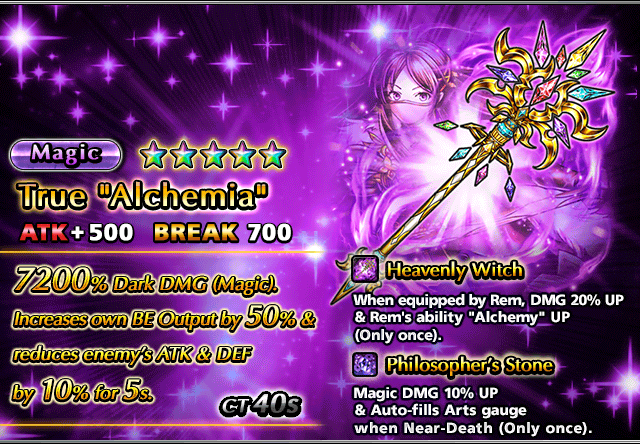 Magic
True "Alchemia"
ATK+500 BREAK 700
7200% Dark DMG (Magic).
Increases own BE Output by 50% &
reduces enemy's ATK & DEF
by 10% for 5s.
CT40s
Heavenly Witch
When equipped by Rem, DMG 20% UP
& Rem's ability "Alchemy" UP
(Only once).
Philosopher's Stone
Magic DMG 10% UP
& Auto-fills Arts gauge
when Near-Death (Only once).